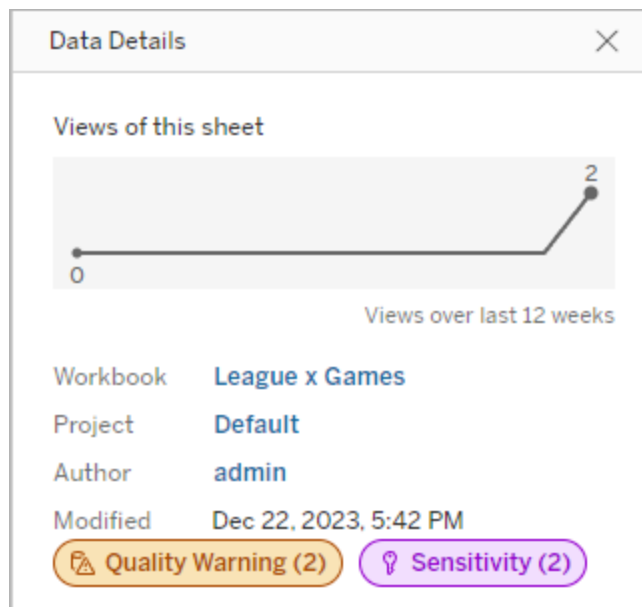 Data Details
Views of this sheet
2
0
Views over last 12 weeks
Workbook League x Games
Project Default
Author admin
Modified Dec 22, 2023, 5:42 PM
Quality Warning (2) Sensitivity (2)